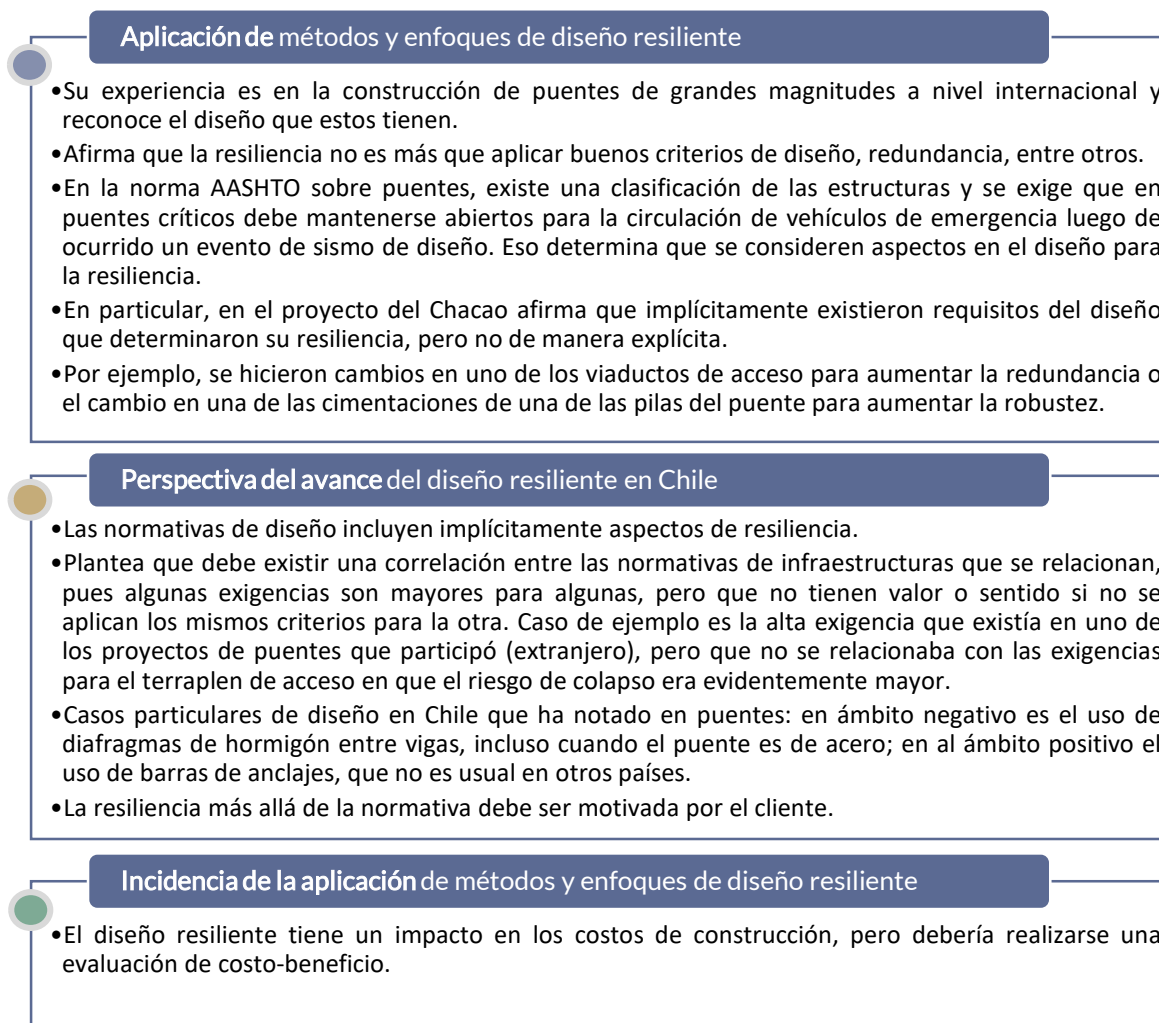 Aplicación de métodos y enfoques de diseño resiliente
•Su experiencia es en la construcción de puentes de grandes magnitudes a nivel internacional y
reconoce el diseño que estos tienen.
•Afirma que la resiliencia no es más que aplicar buenos criterios de diseño, redundancia, entre otros.
•En la norma AASHTO sobre puentes, existe una clasificación de las estructuras y se exige que en
puentes críticos debe mantenerse abiertos para la circulación de vehículos de emergencia luego de
ocurrido un evento de sismo de diseño. Eso determina que se consideren aspectos en el diseño para
la resiliencia.
•En particular, en el proyecto del Chacao afirma que implícitamente existieron requisitos del diseño
que determinaron su resiliencia, pero no de manera explícita.
•Por ejemplo, se hicieron cambios en uno de los viaductos de acceso para aumentar la redundancia o
el cambio en una de las cimentaciones de una de las pilas del puente para aumentar la robustez.
Perspectiva del avance del diseño resiliente en Chile
•Las normativas de diseño incluyen implícitamente aspectos de resiliencia.
•Plantea que debe existir una correlación entre las normativas de infraestructuras que se relacionan,
pues algunas exigencias son mayores para algunas, pero que no tienen valor o sentido si no se
aplican los mismos criterios para la otra. Caso de ejemplo es la alta exigencia que existía en uno de
los proyectos de puentes que participó (extranjero), pero que no se relacionaba con las exigencias
para el terraplen de acceso en que el riesgo de colapso era evidentemente mayor.
•Casos particulares de diseño en Chile que ha notado en puentes: en ámbito negativo es el uso de
diafragmas de hormigón entre vigas, incluso cuando el puente es de acero; en al ámbito positivo el
uso de barras de anclajes, que no es usual en otros países.
•La resiliencia más allá de la normativa debe ser motivada por el cliente.
Incidencia de la aplicación de métodos y enfoques de diseño resiliente
•El diseño resiliente tiene un impacto en los costos de construcción, pero debería realizarse una
evaluación de costo-beneficio.